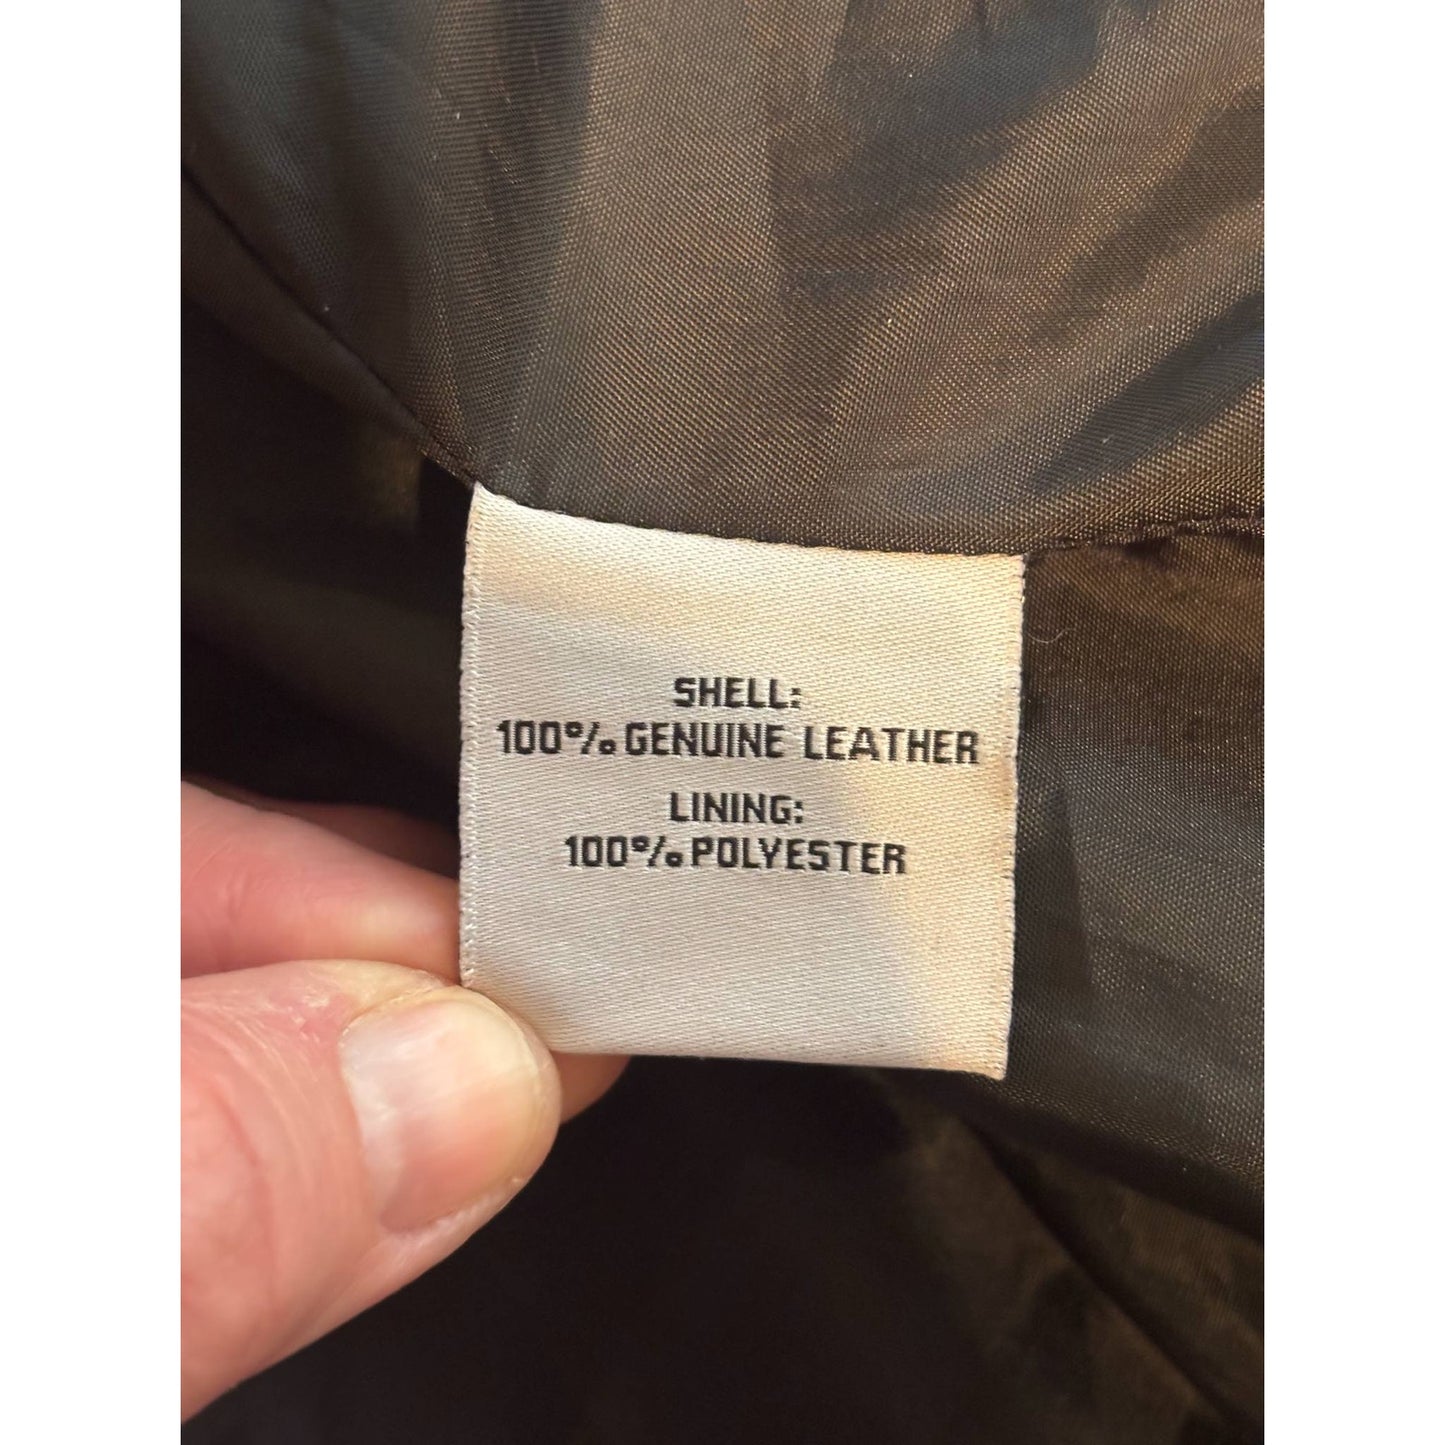 SHELL:
100% GENUINE LEATHER
LINING:
100% POLYESTER